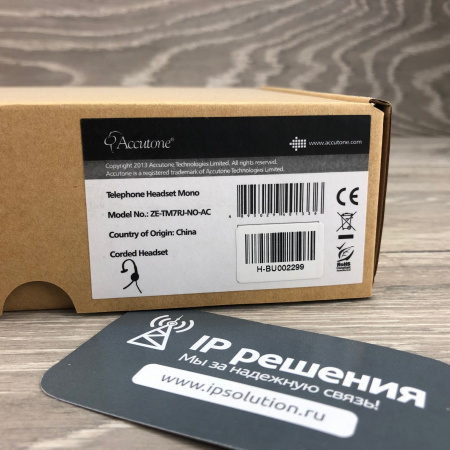 Accutone®
www.accutone.com
Copyright 2013 Accutone Technologies Limited. All rights reserved.
Accutone is a registered trademark of Accutone Technologies Limited.
Telephone Headset Mono
Model No.: ZE-TM7RJ-NO-AC
Country of Origin: China
Corded Headset
CE
RoHS
H-BU002299
IP решения
Мы за надежную связь!
www.ipsolution.ru